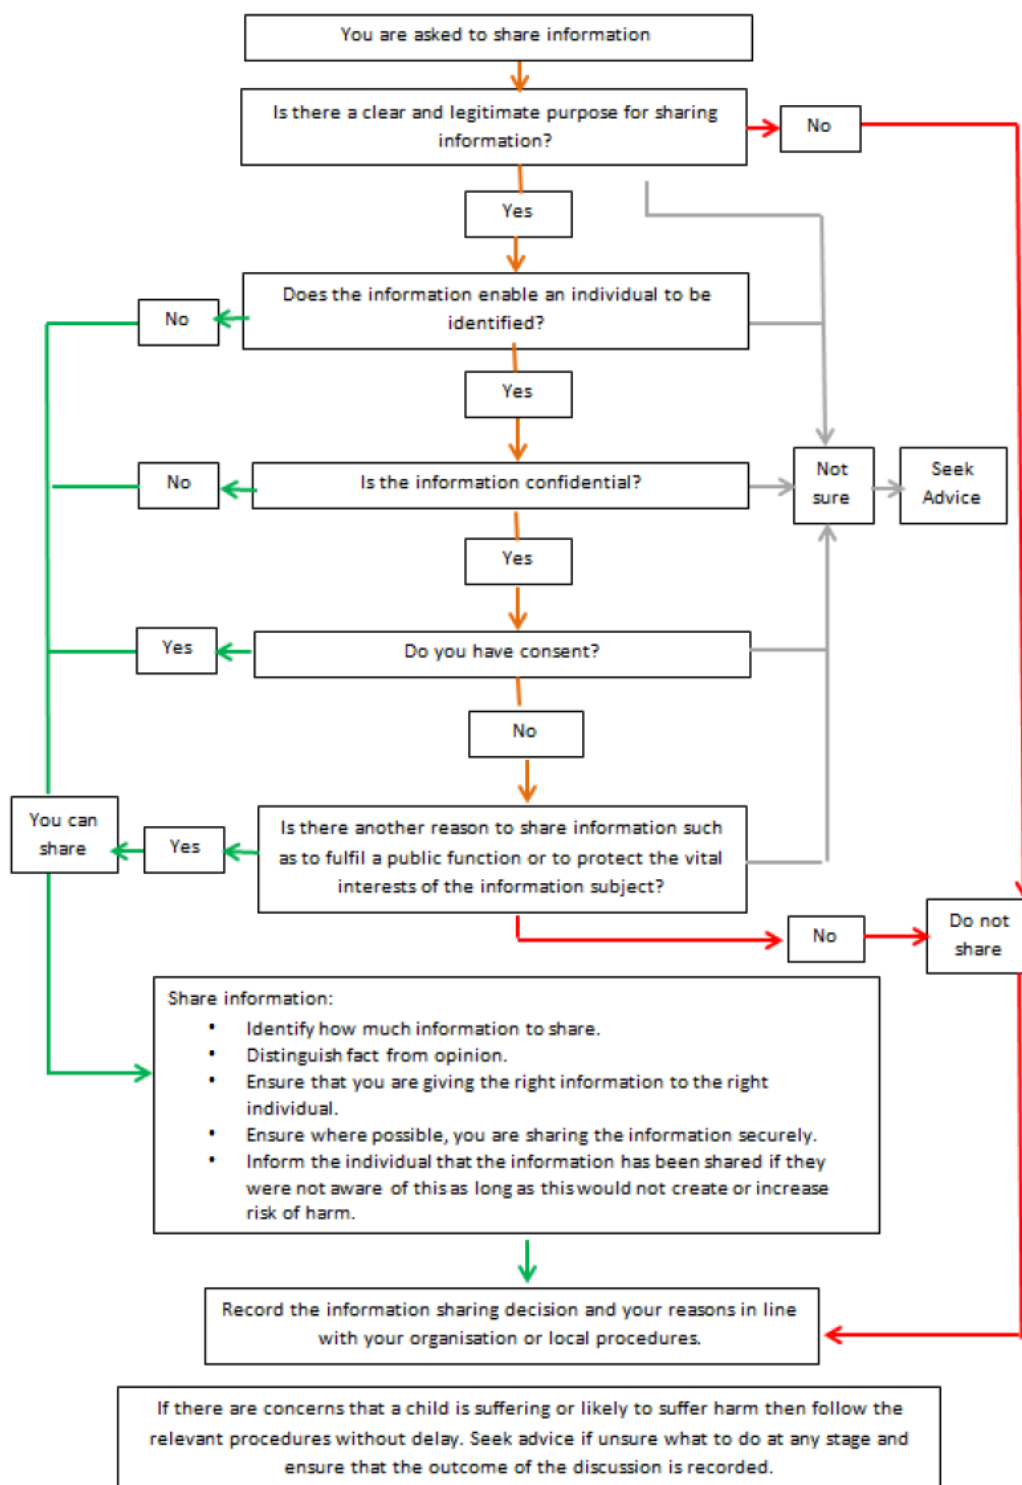 You are asked to share information
Is there a clear and legitimate purpose for sharing
information?
No
Yes
Does the information enable an individual to be
identified?
No
Yes
Is the information confidential?
No
Not
sure
Seek
Advice
Yes
Do you have consent?
Yes
No
Is there another reason to share information such
as to fulfil a public function or to protect the vital
interests of the information subject?
Yes
You can
share
No
Do not
share
Share information:
• Identify how much information to share.
• Distinguish fact from opinion.
• Ensure that you are giving the right information to the right
individual.
• Ensure where possible, you are sharing the information securely.
• Inform the individual that the information has been shared if they
were not aware of this as long as this would not create or increase
risk of harm.
Record the information sharing decision and your reasons in line
with your organisation or local procedures.
If there are concerns that a child is suffering or likely to suffer harm then follow the
relevant procedures without delay. Seek advice if unsure what to do at any stage and
ensure that the outcome of the discussion is recorded.